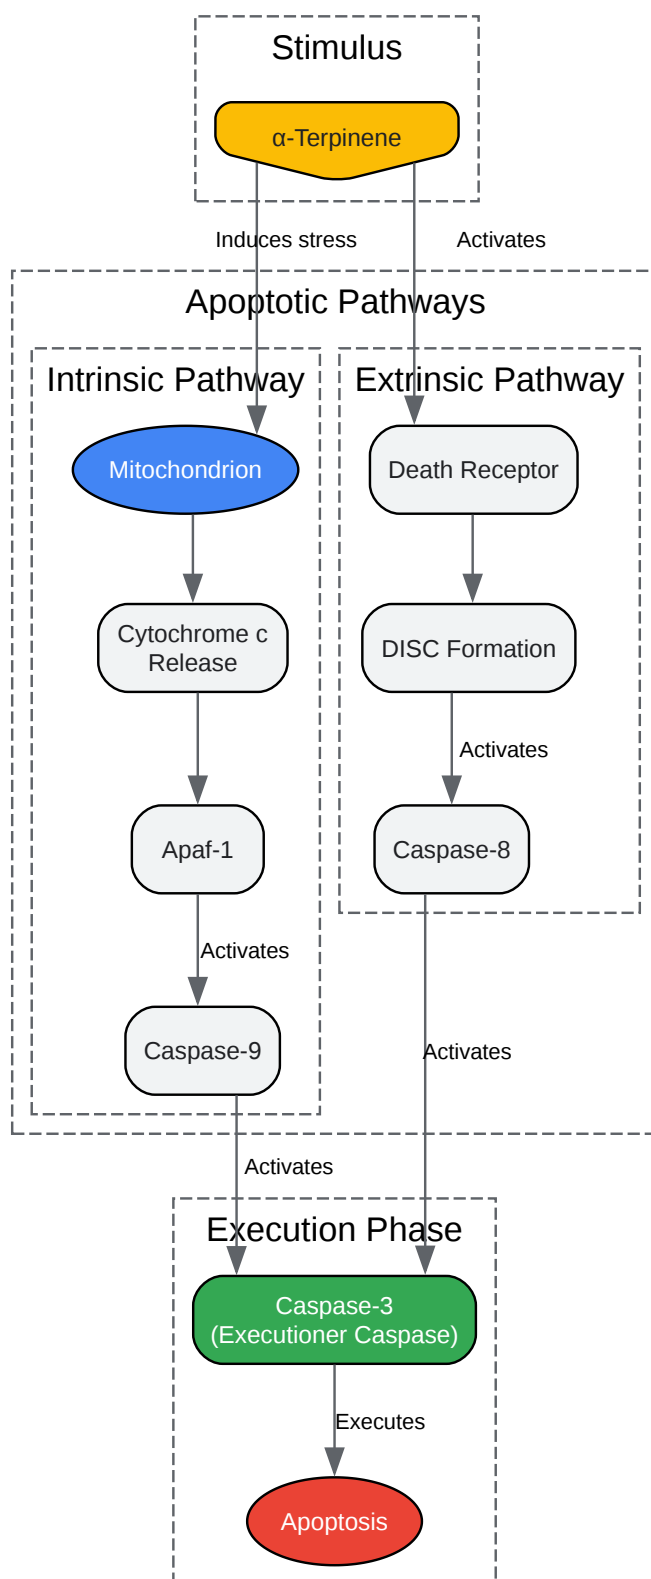 Stimulus
α-Terpinene
Induces stress
Activates
Apoptotic Pathways
Intrinsic Pathway
Extrinsic Pathway
Mitochondrion
Death Receptor
Cytochrome c
Release
DISC Formation
Activates
Apaf-1
Caspase-8
Activates
Caspase-9
Activates
Activates
Execution Phase
Caspase-3
(Executioner Caspase)
Executes
Apoptosis